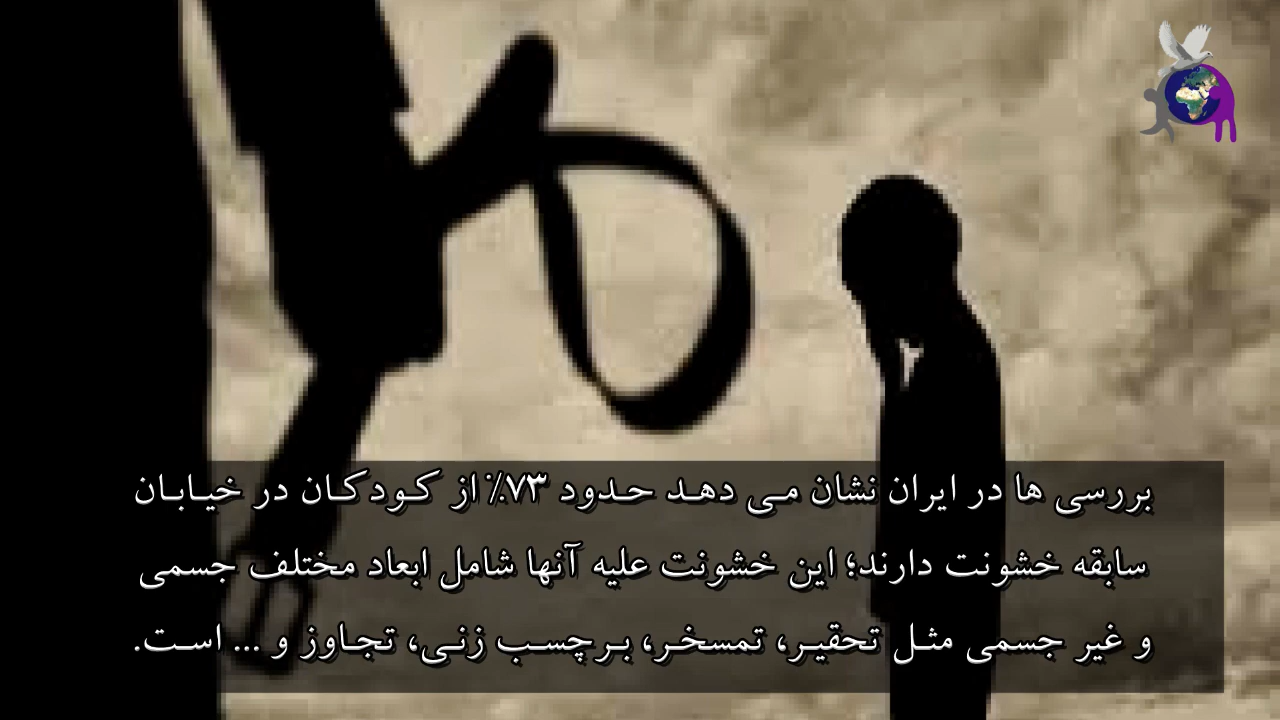 بررسی ها در ایران نشان می دهد حدود ۷۳٪ از کودکان در خیابان
سابقه خشونت دارند؛ این خشونت علیه آنها شامل ابعاد مختلف جسمی
و غیر جسمی مثل تحقیر، تمسخر، برچسب زنی، تجاوز و ... است.